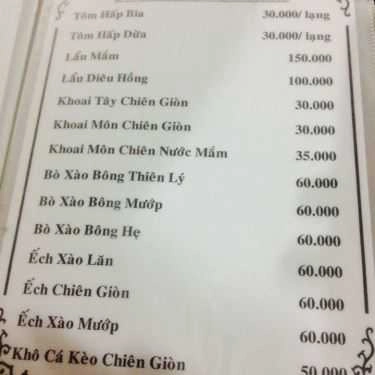 Tôm Hấp Bia 30.000/ lạng
Tôm Hấp Dừa 30.000/ lạng
Lẩu Mắm 150.000
Lẩu Diêu Hồng 100.000
Khoai Tây Chiên Giòn 30.000
Khoai Môn Chiên Giòn 30.000
Khoai Môn Chiên Nước Mắm 35.000
Bò Xào Bông Thiên Lý 60.000
Bò Xào Bông Mướp 60.000
Bò Xào Bông Hẹ 60.000
Ếch Xào Lăn 60.000
Ếch Chiên Giòn 60.000
Ếch Xào Mướp 60.000
Khô Cá Kèo Chiên Giòn 50.000